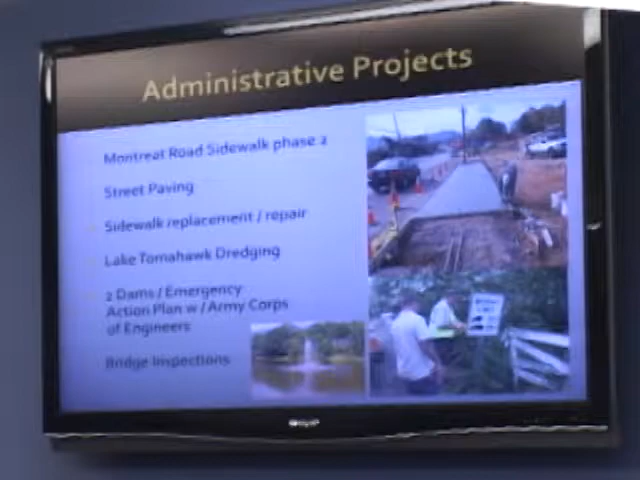 Administrative Projects
Montreat Road Sidewalk phase 2
Street Paving
Sidewalk replacement / repair
Lake Tomahawk Dredging
2 Dams / Emergency
Action Plan w / Army Corps
of Engineers
Bridge Inspections
SHARP